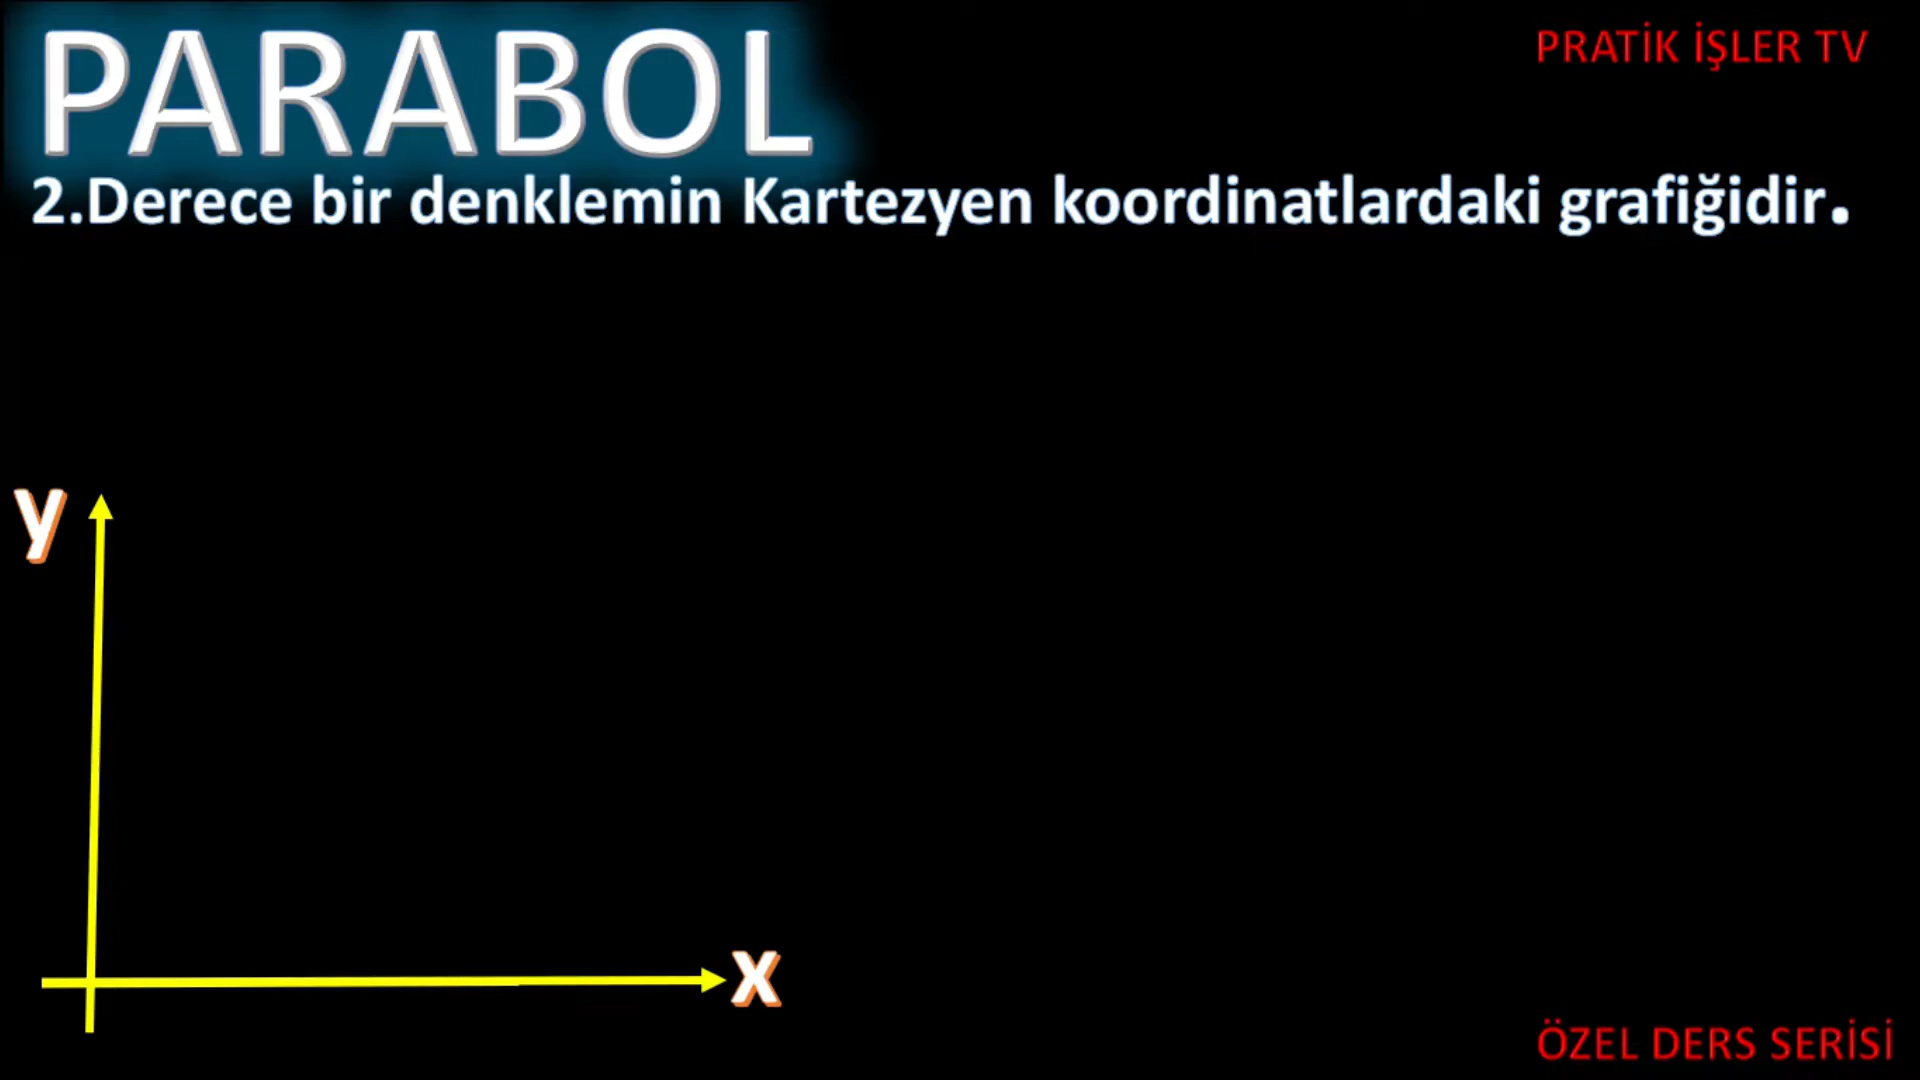 PARABOL
PRATİK İŞLER TV
2.Derece bir denklemin Kartezyen koordinatlardaki grafiğidir.
y
x
ÖZEL DERS SERİSİ